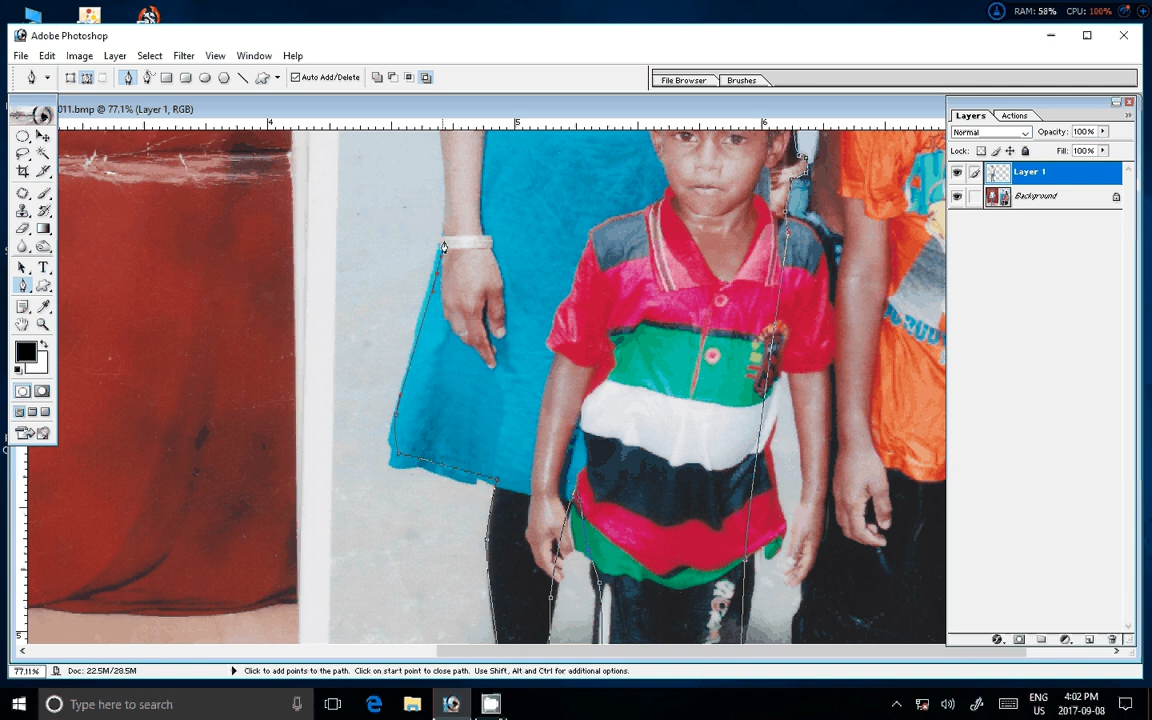 RAM: 58% CPU: 100%
Adobe Photoshop
File Edit Image Layer Select Filter View Window Help
Auto Add/Delete
File Browser Brushes
011.bmp @ 77.1% (Layer 1, RGB)
4 5 6
Layers Actions
Normal Opacity: 100%
Lock: Fill: 100%
Layer 1
Background
T
5
77.11% Doc: 22.5M/28.5M Click to add points to the path. Click on start point to close path. Use Shift, Alt and Ctrl for additional options.
Type here to search
ENG
US
4:02 PM
2017-09-08